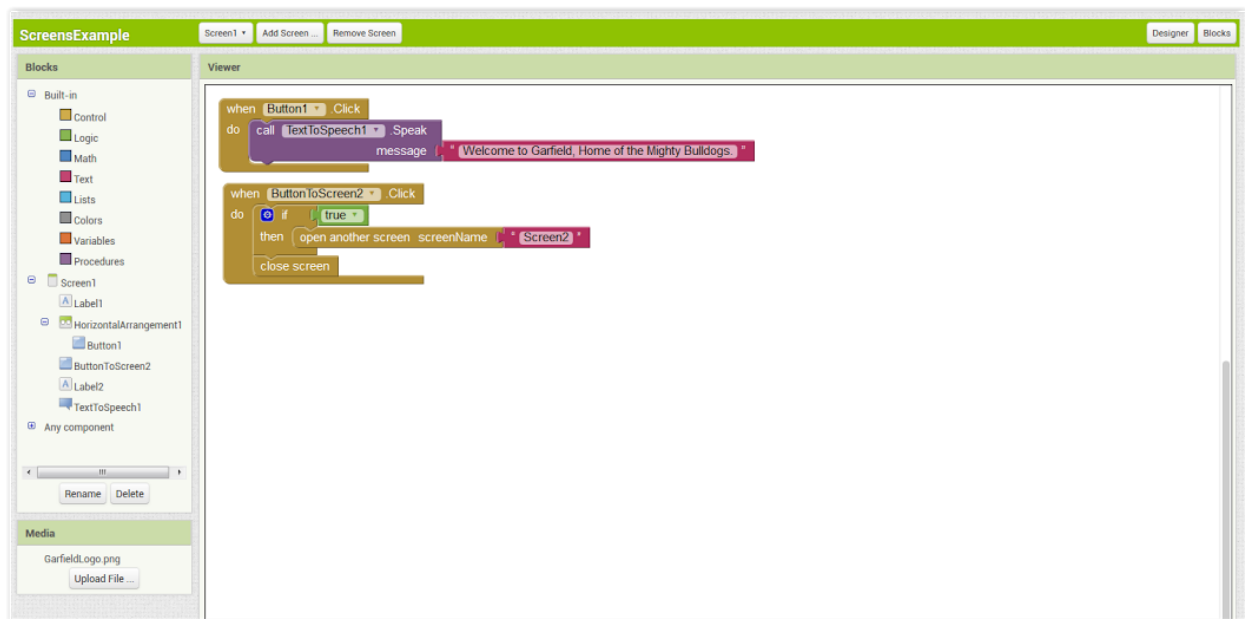 ScreensExample
Screen1 Add Screen ... Remove Screen Designer Blocks
Blocks
Built-in
Control
Logic
Math
Text
Lists
Colors
Variables
Procedures
Screen1
Label1
HorizontalArrangement1
Button1
ButtonToScreen2
Label2
TextToSpeech1
Any component
Rename Delete
Media
GarfieldLogo.png
Upload File ...
Viewer
when Button1 .Click
do call TextToSpeech1 .Speak
message " Welcome to Garfield, Home of the Mighty Bulldogs. "
when ButtonToScreen2 .Click
do if true
then open another screen screenName " Screen2 "
close screen